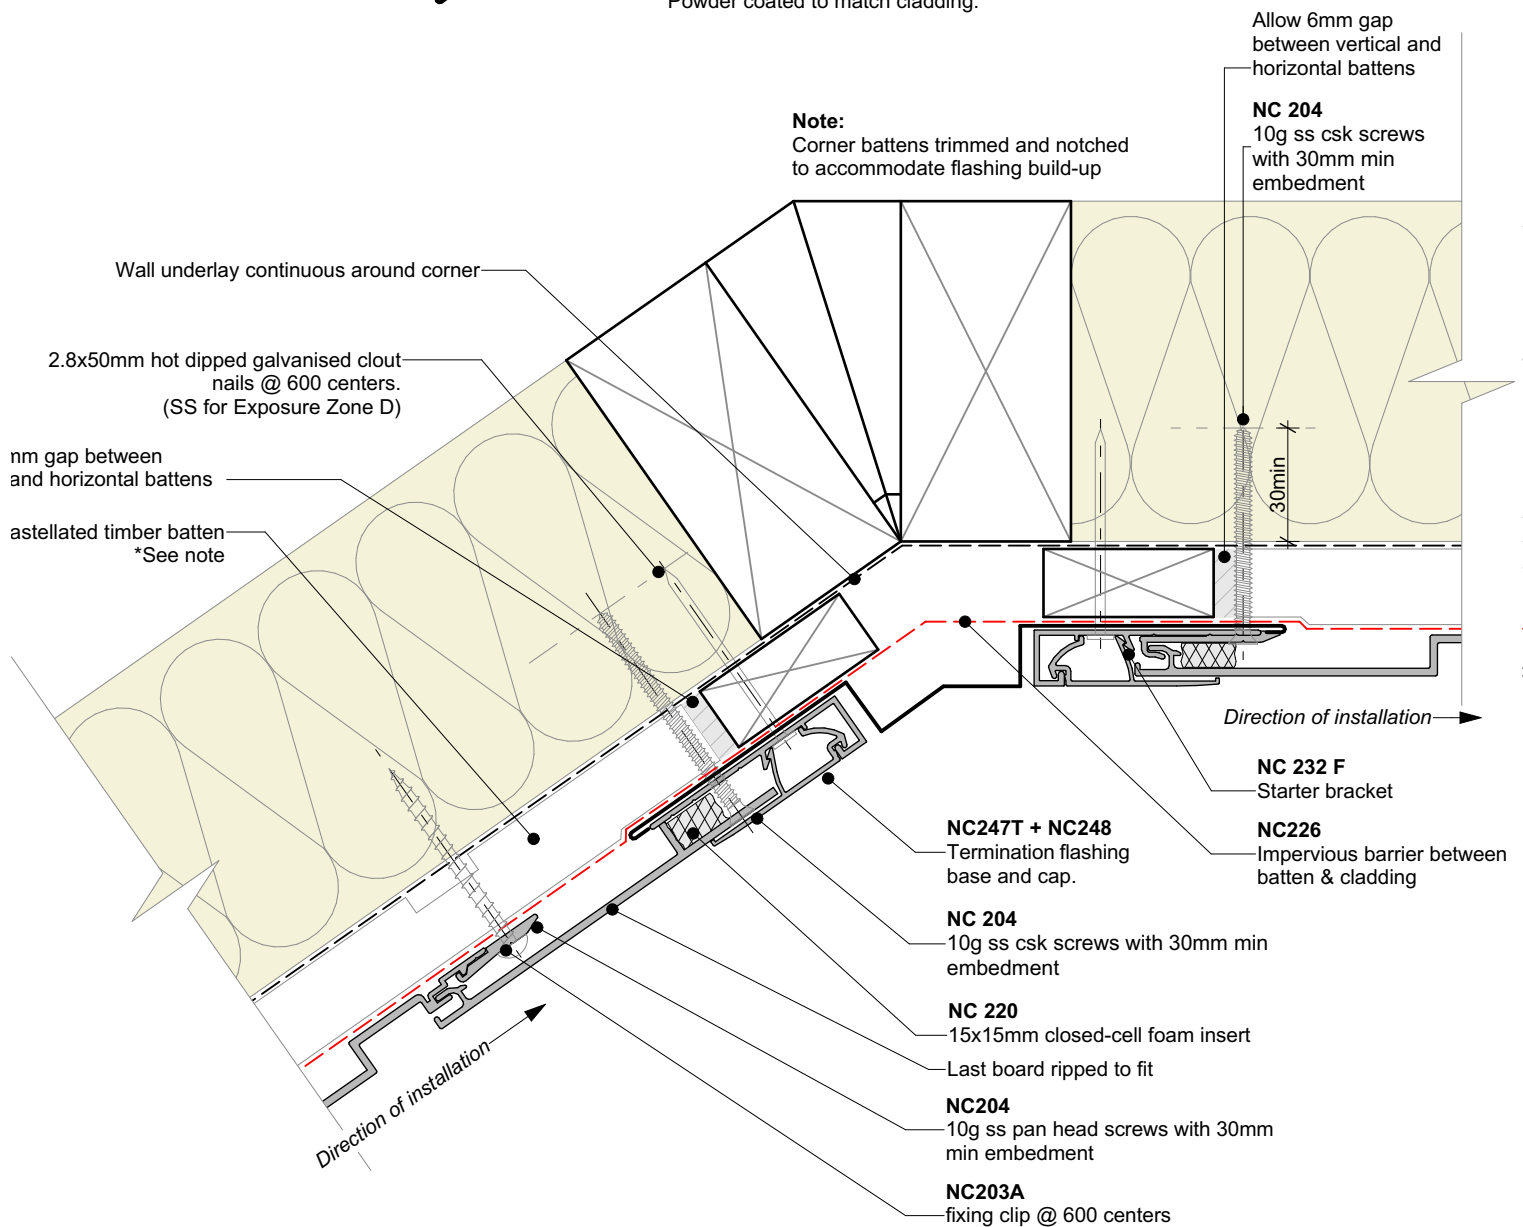 Powder coated to match cladding.
Allow 6mm gap
between vertical and
horizontal battens
NC 204
10g ss csk screws
with 30mm min
embedment
Note:
Corner battens trimmed and notched
to accommodate flashing build-up
Wall underlay continuous around corner
2.8x50mm hot dipped galvanised clout
nails @ 600 centers.
(SS for Exposure Zone D)
gap between
and horizontal battens
timber batten
*See note
30min
Direction of installation
NC 232 F
Starter bracket
NC226
Impervious barrier between
batten & cladding
NC247T + NC248
Termination flashing
base and cap.
NC 204
10g ss csk screws with 30mm min
embedment
NC 220
15x15mm closed-cell foam insert
Last board ripped to fit
NC204
10g ss pan head screws with 30mm
min embedment
NC203A
fixing clip @ 600 centers
Direction of installation